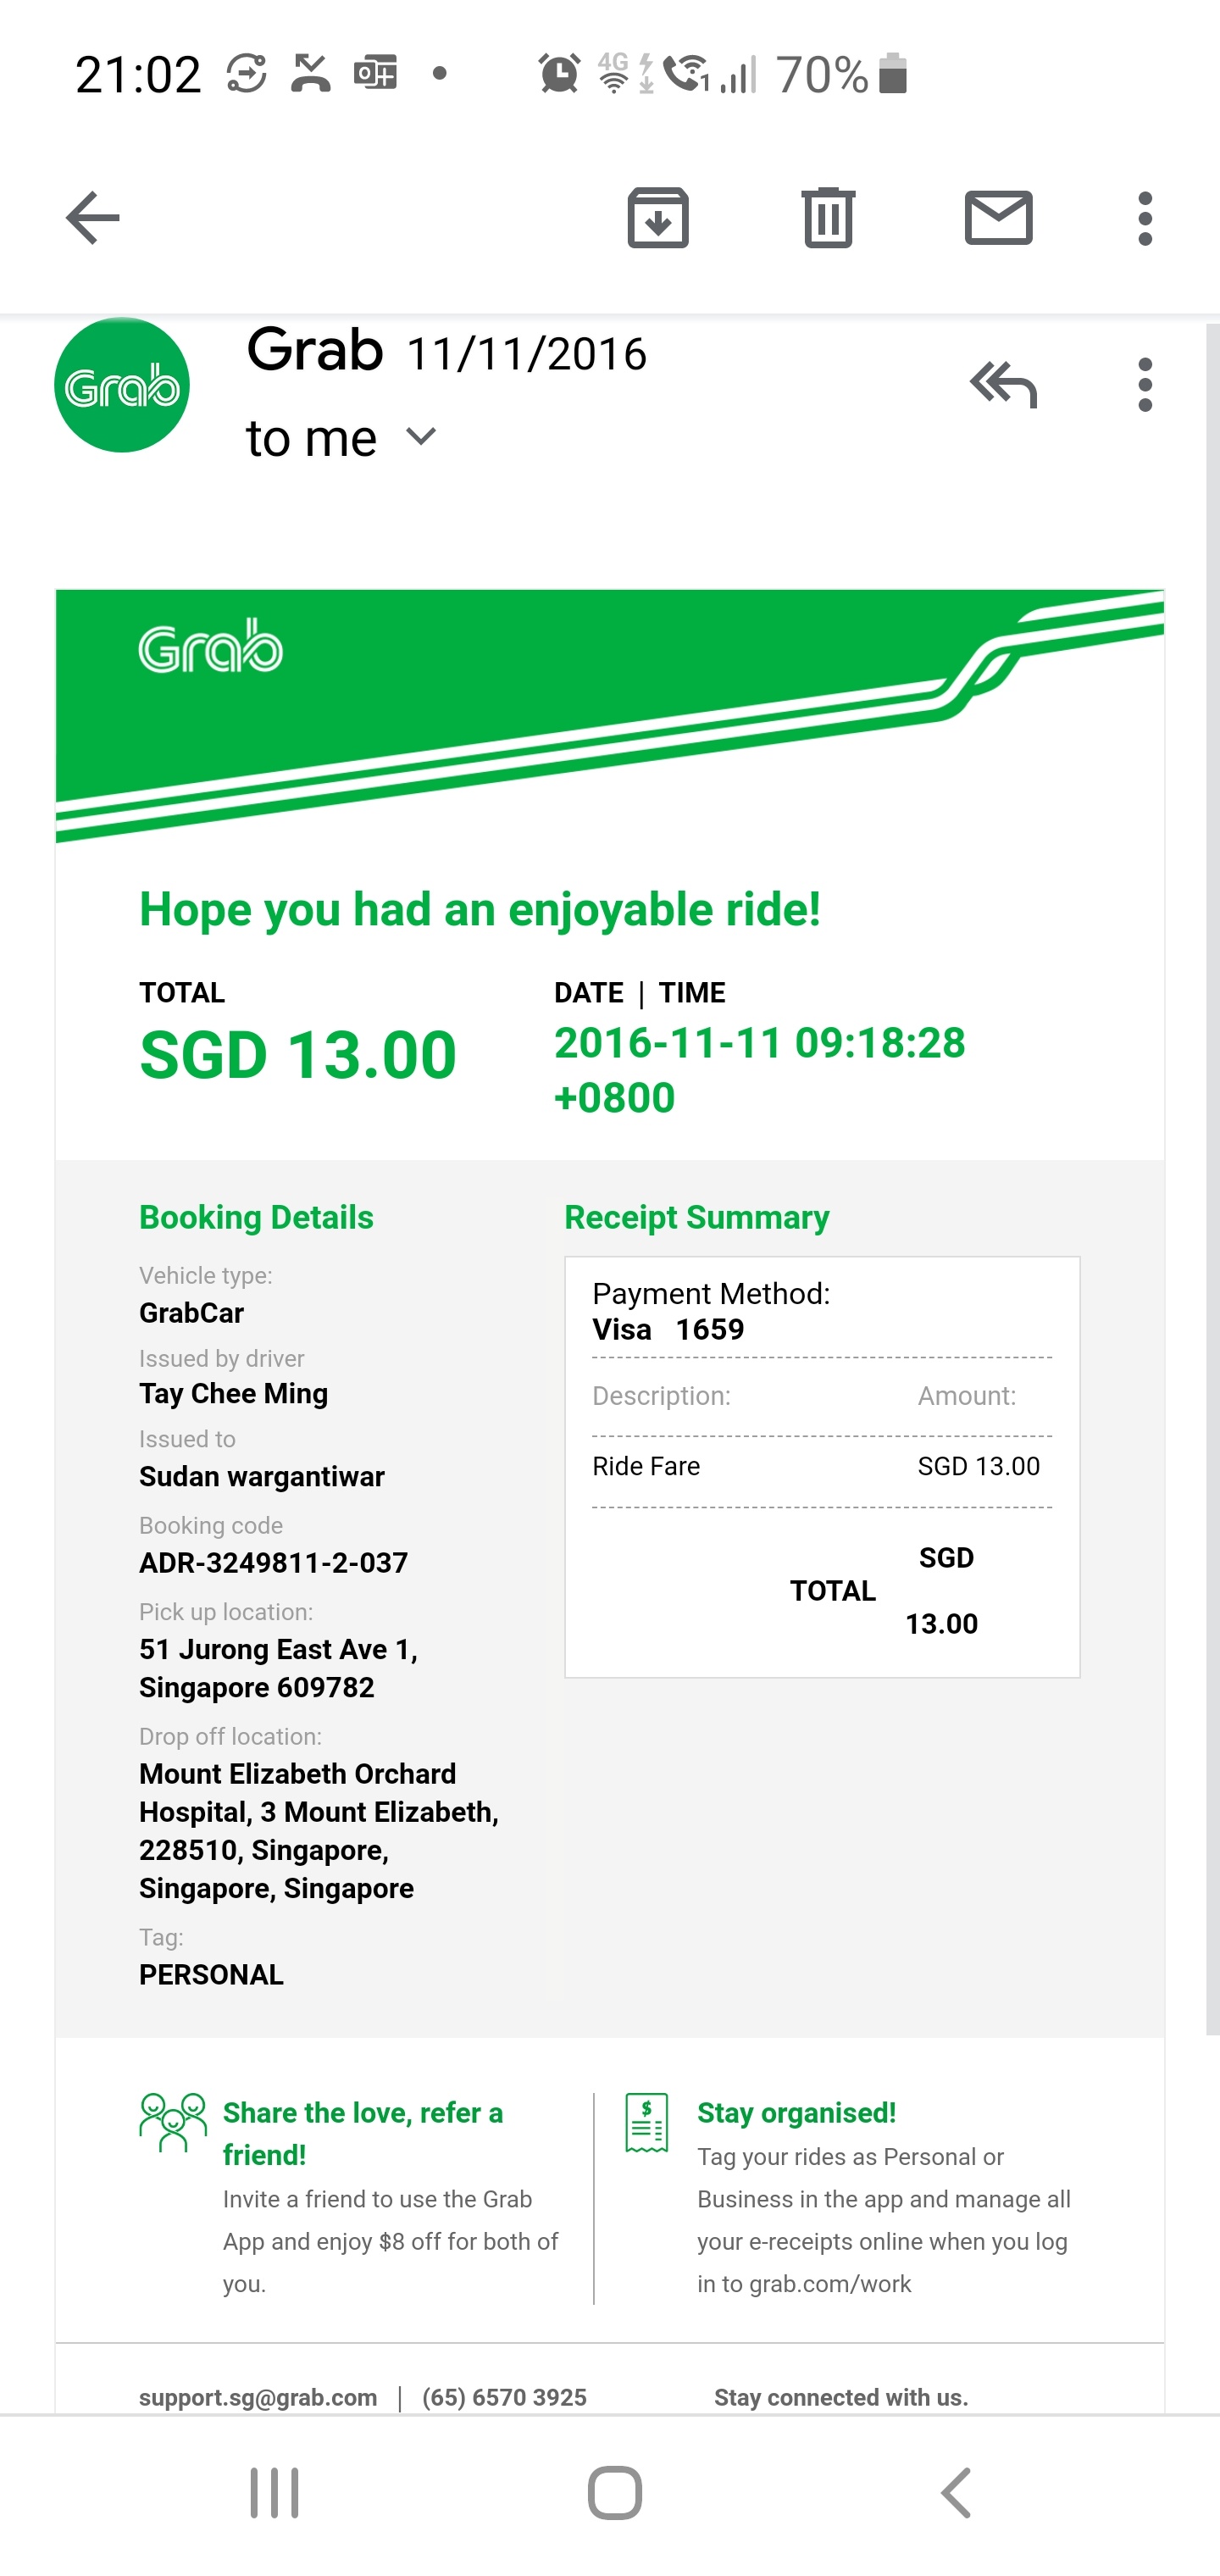 21:02 4G 1 70%
Grab
Grab 11/11/2016
to me
Grab
Hope you had an enjoyable ride!
TOTAL
SGD 13.00
DATE | TIME
2016-11-11 09:18:28
+0800
Booking Details
Vehicle type:
GrabCar
Issued by driver
Tay Chee Ming
Issued to
Sudan wargantiwar
Booking code
ADR-3249811-2-037
Pick up location:
51 Jurong East Ave 1,
Singapore 609782
Drop off location:
Mount Elizabeth Orchard
Hospital, 3 Mount Elizabeth,
228510, Singapore,
Singapore, Singapore
Tag:
PERSONAL
Receipt Summary
Payment Method:
Visa 1659
Description: Amount:
Ride Fare SGD 13.00
TOTAL SGD
13.00
Share the love, refer a
friend!
Invite a friend to use the Grab
App and enjoy $8 off for both of
you.
Stay organised!
Tag your rides as Personal or
Business in the app and manage all
your e-receipts online when you log
in to grab.com/work
support.sg@grab.com | (65) 6570 3925
Stay connected with us.